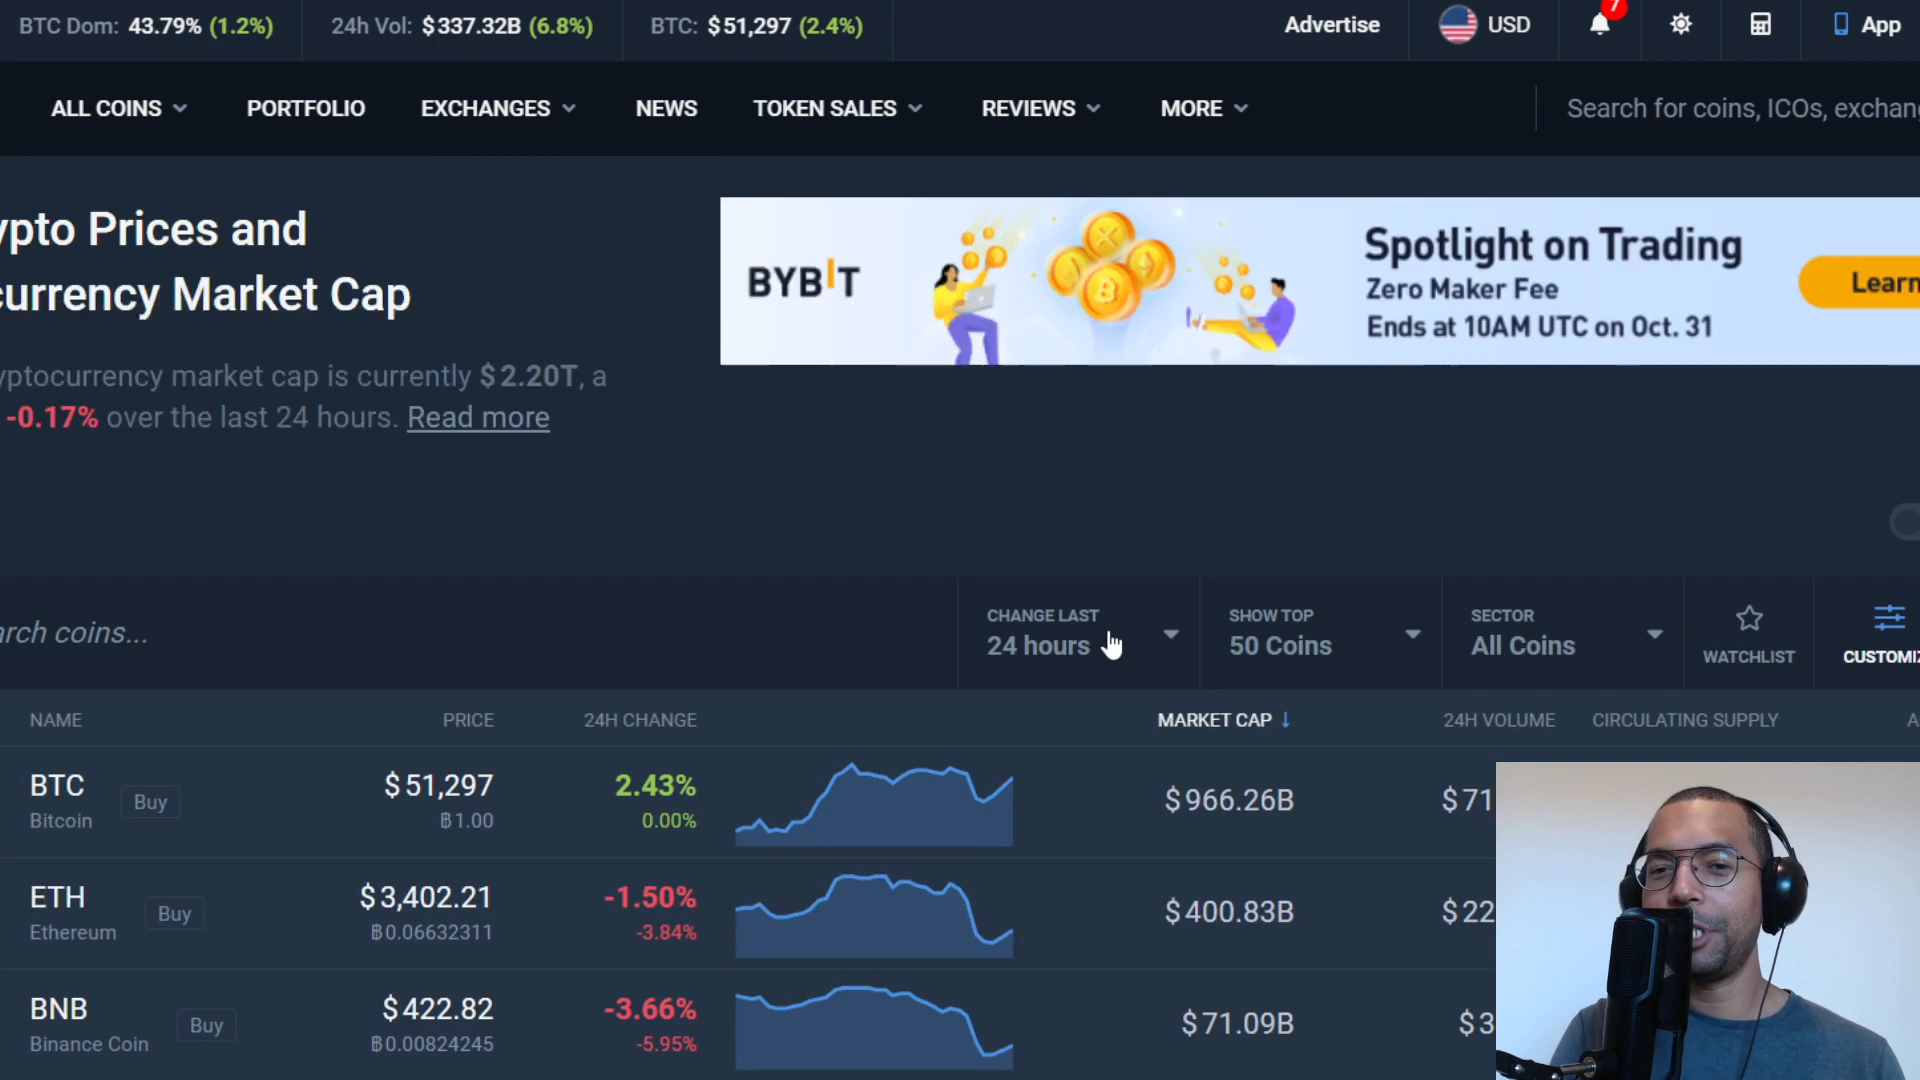 BTC Dom: 43.79% (1.2%) 24h Vol: $337.32B (6.8%) BTC: $51,297 (2.4%) Advertise USD 7 App
ALL COINS PORTFOLIO EXCHANGES NEWS TOKEN SALES REVIEWS MORE Search for coins, ICOs, exchan
ypto Prices and
currency Market Cap
yptocurrency market cap is currently $2.20T, a
-0.17% over the last 24 hours. Read more
BYBIT
Spotlight on Trading
Zero Maker Fee
Ends at 10AM UTC on Oct. 31
Learn
arch coins...
CHANGE LAST
24 hours
SHOW TOP
50 Coins
SECTOR
All Coins
WATCHLIST
CUSTOMIZ
NAME PRICE 24H CHANGE MARKET CAP ↓ 24H VOLUME CIRCULATING SUPPLY A
BTC Buy $51,297 2.43% $966.26B $71
Bitcoin ฿1.00 0.00%
ETH Buy $3,402.21 -1.50% $400.83B $22
Ethereum ฿0.06632311 -3.84%
BNB Buy $422.82 -3.66% $71.09B $3
Binance Coin ฿0.00824245 -5.95%